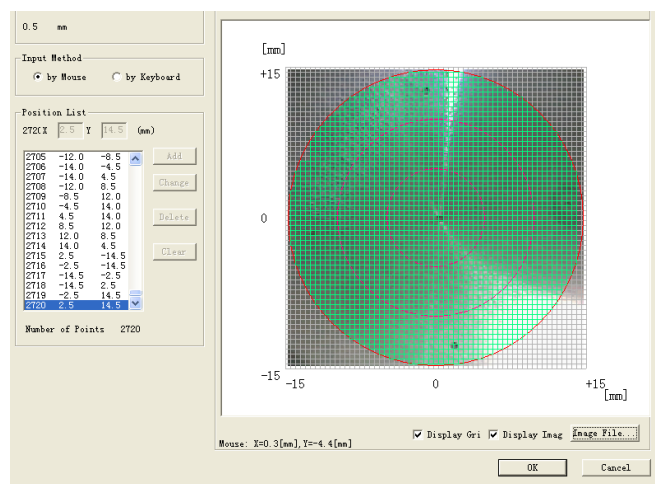 0.5 mm
Input Method
by Mouse by Keyboard
Position List
272(X 2.5 Y 14.5 (mm)
2705 -12.0 -8.5
2706 -14.0 -4.5
2707 -14.0 4.5
2708 -12.0 8.5
2709 -8.5 12.0
2710 -4.5 14.0
2711 4.5 14.0
2712 8.5 12.0
2713 12.0 8.5
2714 14.0 4.5
2715 2.5 -14.5
2716 -2.5 -14.5
2717 -14.5 -2.5
2718 -14.5 2.5
2719 -2.5 14.5
2720 2.5 14.5
Add
Change
Delete
Clear
Number of Points 2720
[mm]
+15
0
-15
-15 0 +15
[mm]
Mouse: X=0.3[mm],Y=-4.4[mm]
Display Gri Display Imag Image File...
OK Cancel